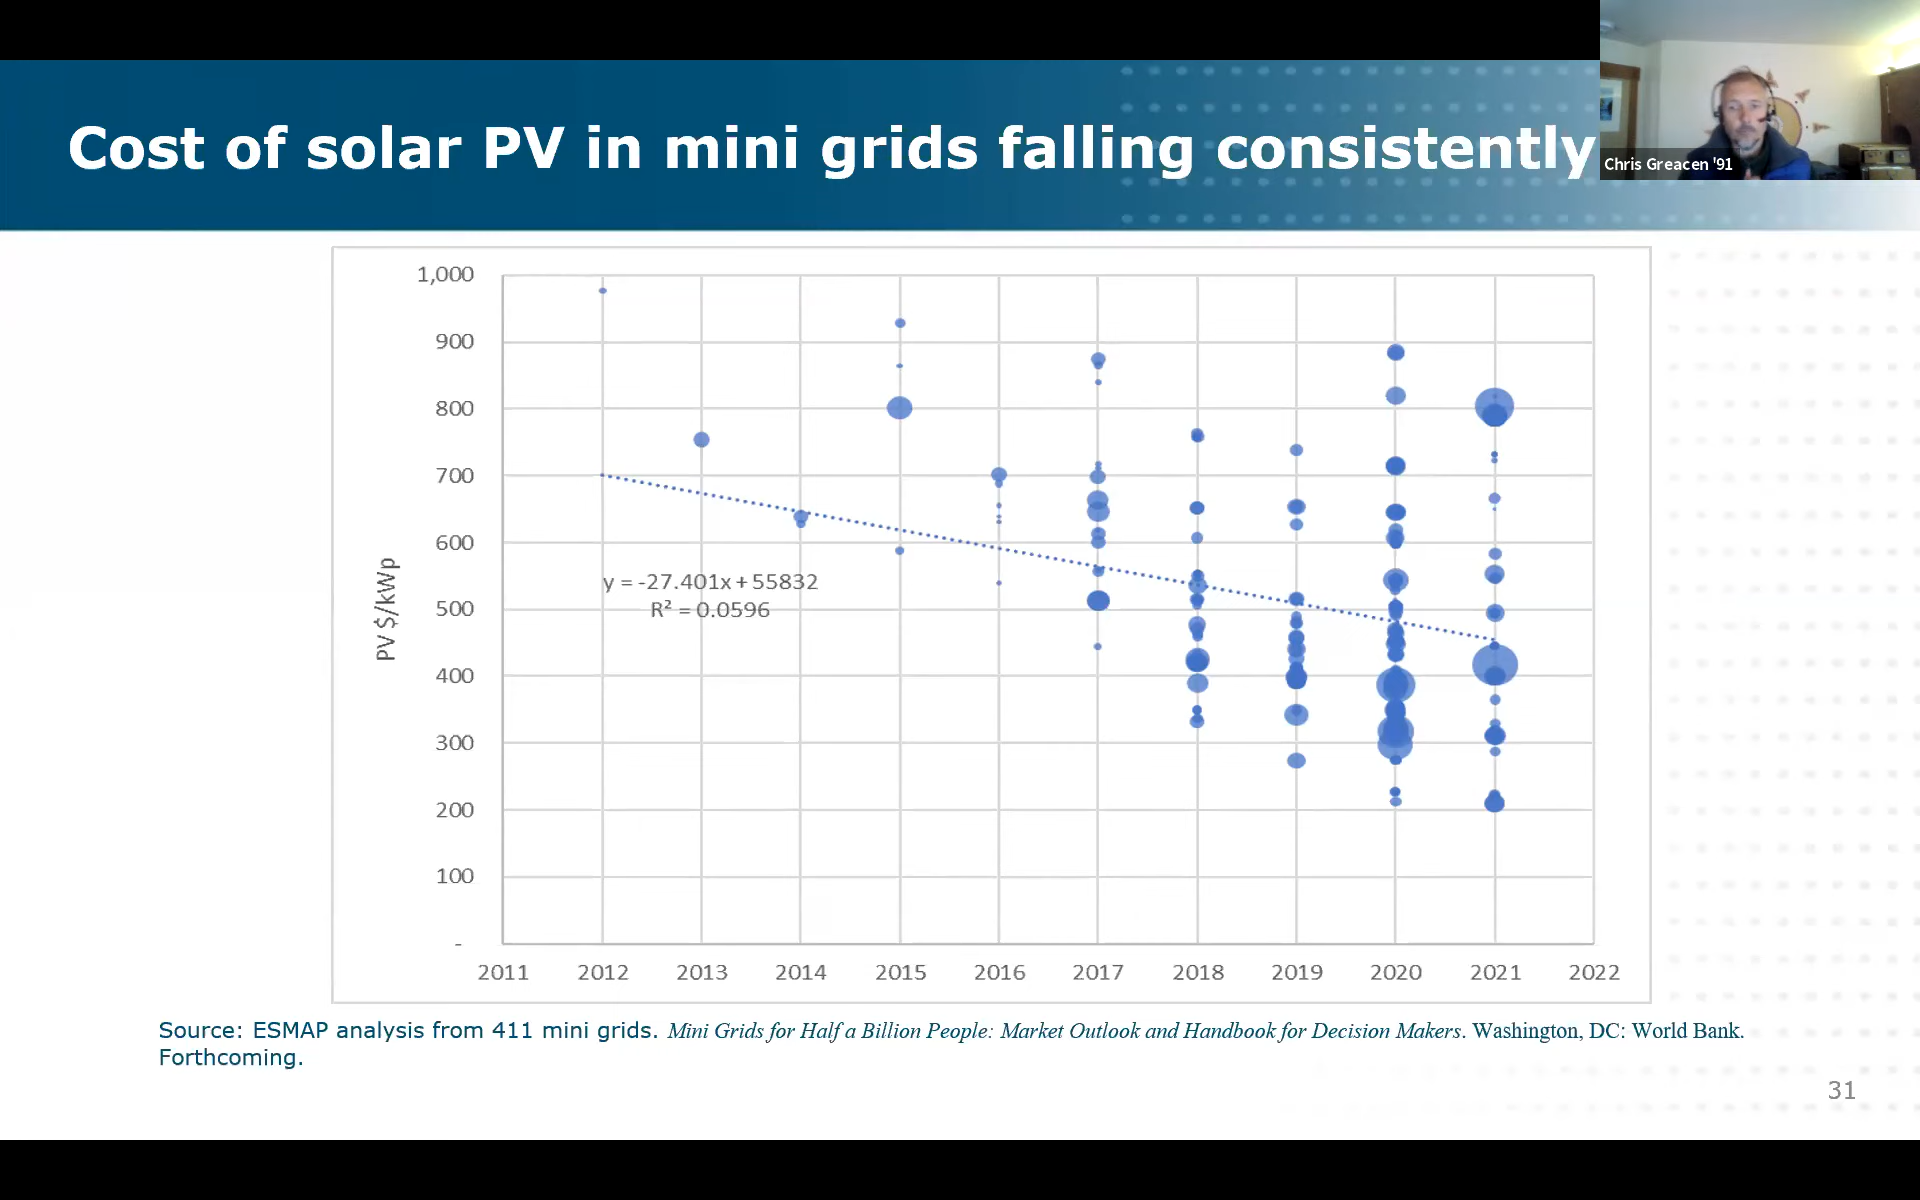 Cost of solar PV in mini grids falling consistently
Chris Greacen '91
1,000
900
800
700
600
500
400
300
200
100
-
PV $/kWp
y = -27.401x + 55832
R² = 0.0596
2011 2012 2013 2014 2015 2016 2017 2018 2019 2020 2021 2022
Source: ESMAP analysis from 411 mini grids. Mini Grids for Half a Billion People: Market Outlook and Handbook for Decision Makers. Washington, DC: World Bank.
Forthcoming.
31